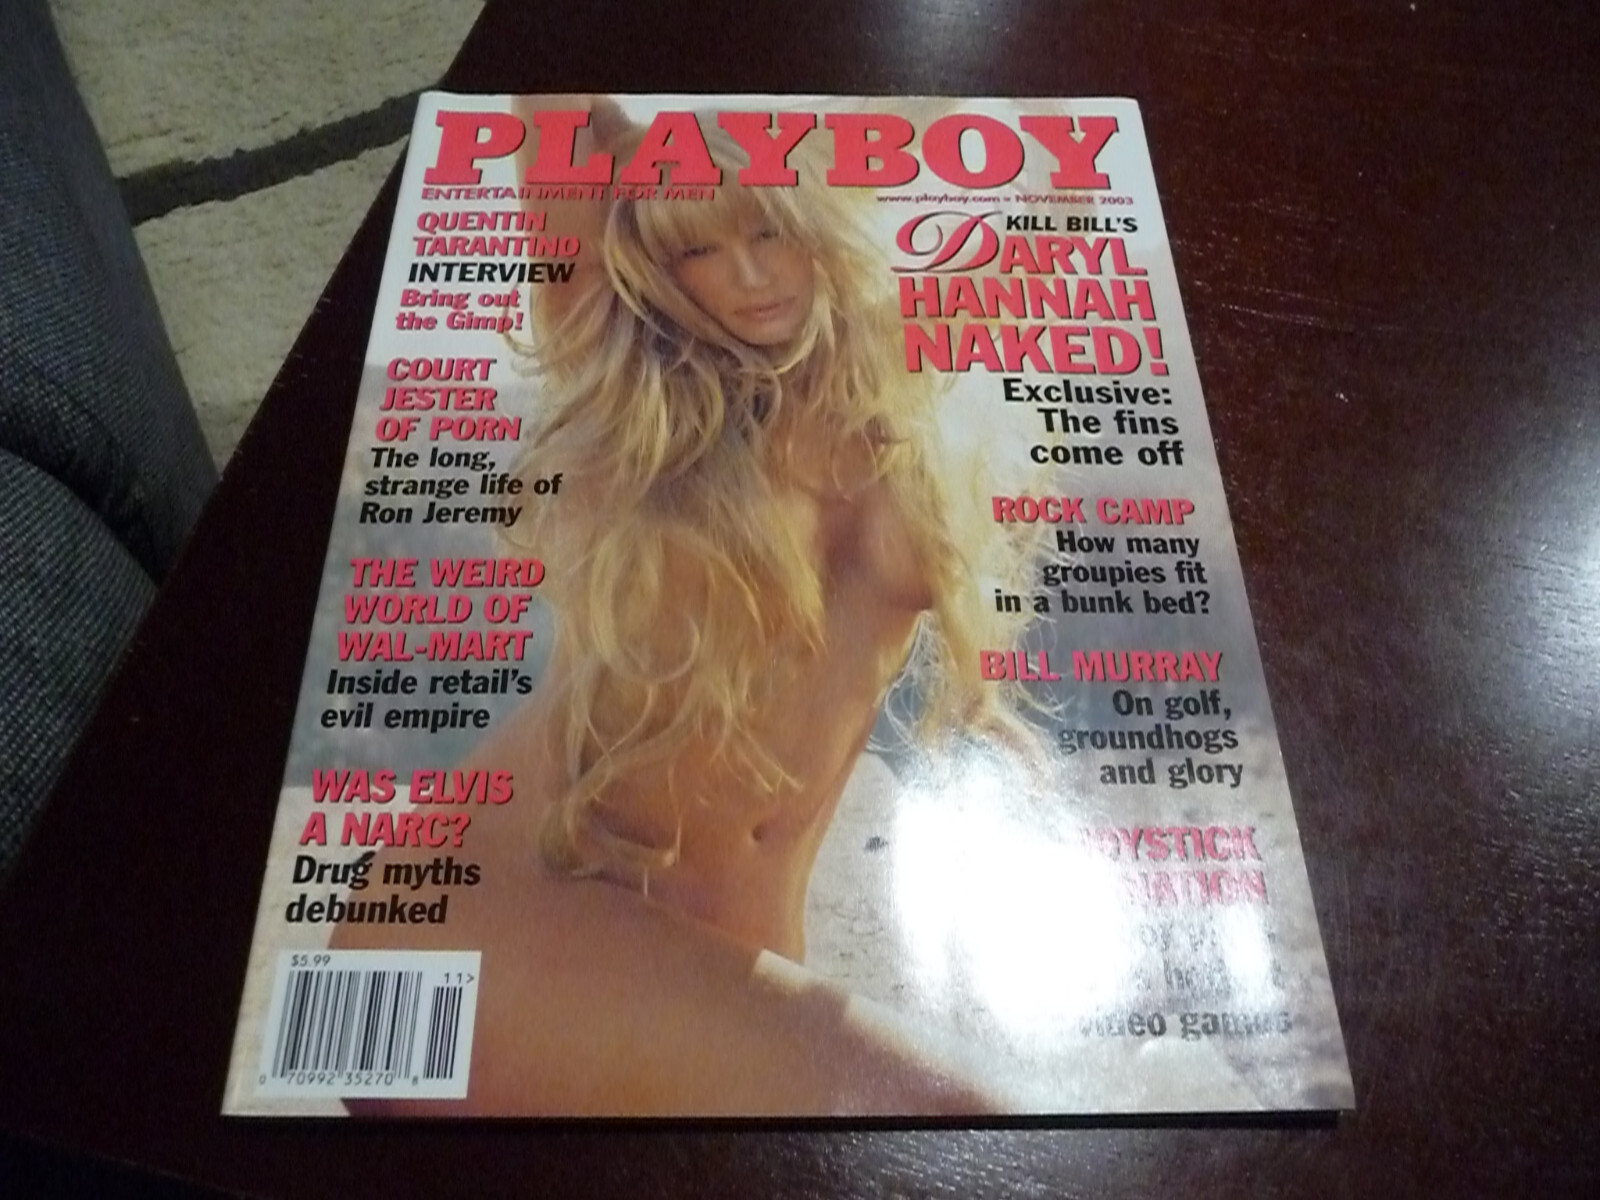 PLAYBOY
ENTERTAINMENT FOR MEN
www.playboy.com • NOVEMBER 2003
QUENTIN
TARANTINO
INTERVIEW
Bring out
the Gimp!
COURT
JESTER
OF PORN
The long,
strange life of
Ron Jeremy
THE WEIRD
WORLD OF
WAL-MART
Inside retail's
evil empire
WAS ELVIS
A NARC?
Drug myths
debunked
$5.99
11>
0 70992 35270 8
KILL BILL'S
DARYL
HANNAH
NAKED!
Exclusive:
The fins
come off
ROCK CAMP
How many
groupies fit
in a bunk bed?
BILL MURRAY
On golf,
groundhogs
and glory
JOYSTICK
NATION
video games